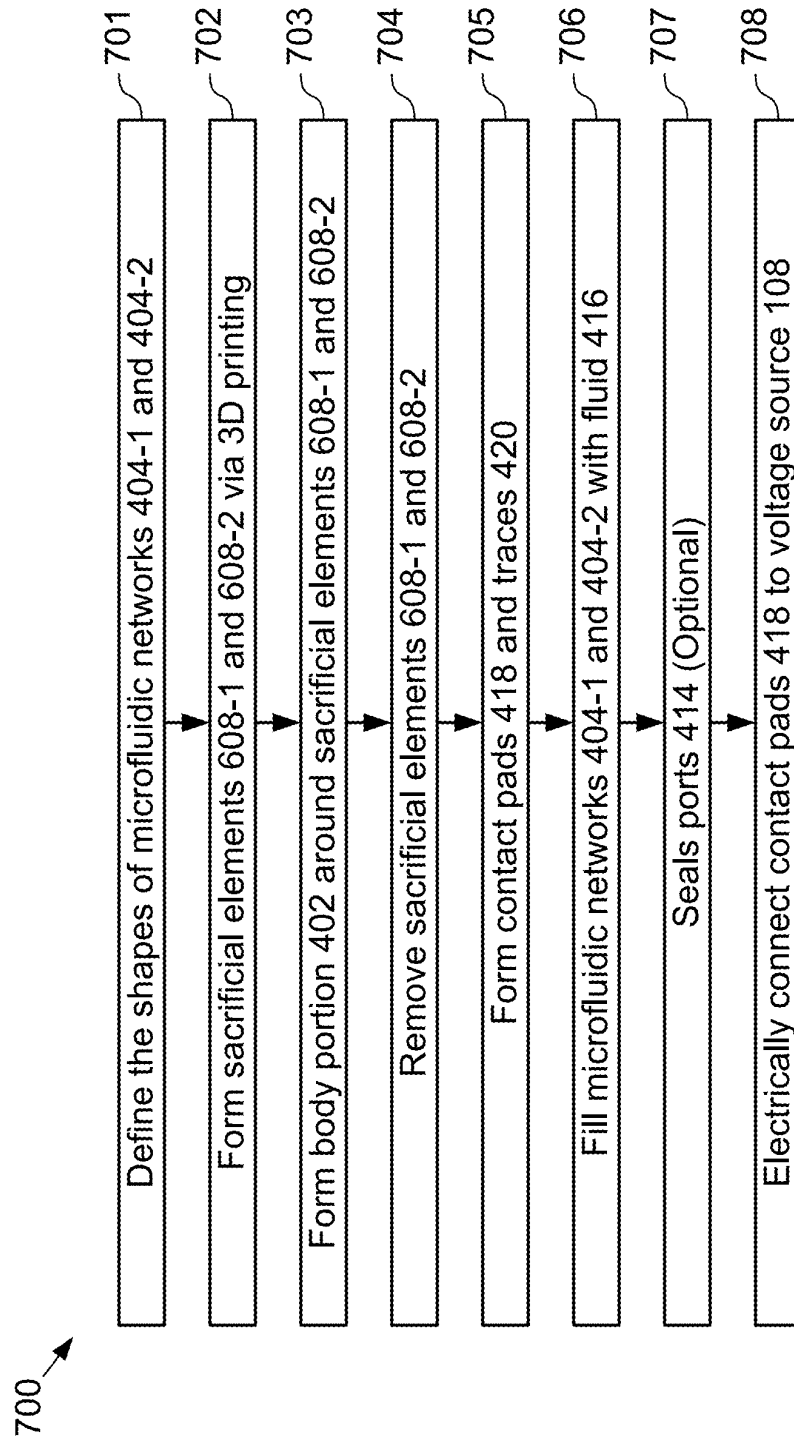 700
Define the shapes of microfluidic networks 404-1 and 404-2
701
Form sacrificial elements 608-1 and 608-2 via 3D printing
702
Form body portion 402 around sacrificial elements 608-1 and 608-2
703
Remove sacrificial elements 608-1 and 608-2
704
Form contact pads 418 and traces 420
705
Fill microfluidic networks 404-1 and 404-2 with fluid 416
706
Seals ports 414 (Optional)
707
Electrically connect contact pads 418 to voltage source 108
708